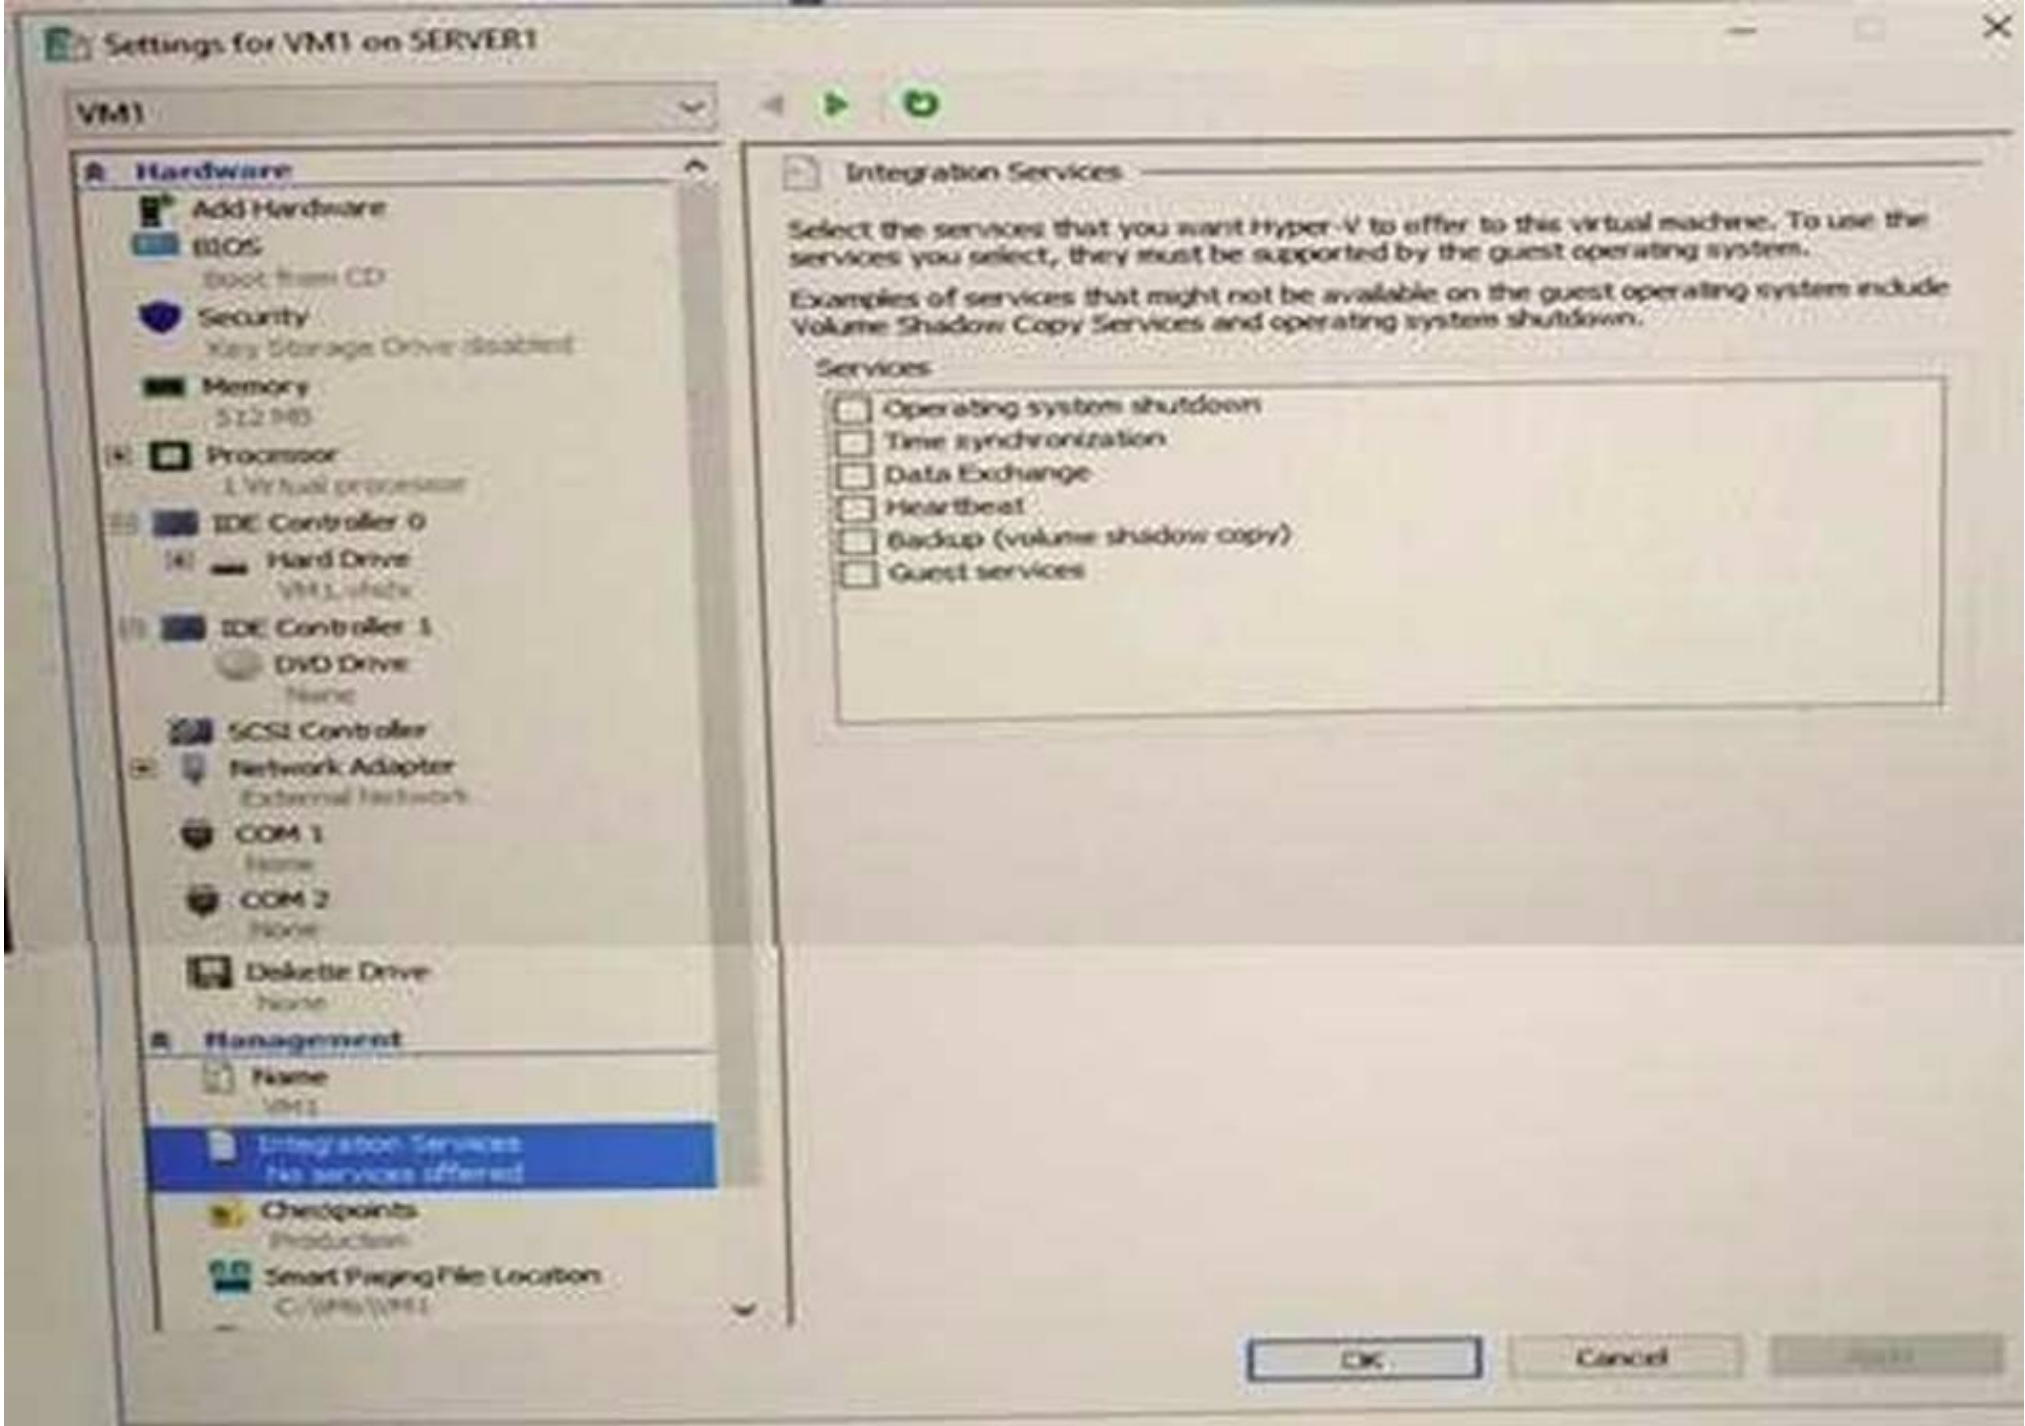 Settings for VM1 on SERVER1
VM1
Hardware
Add Hardware
BIOS
Boot from CD
Security
Key Storage Drive disabled
Memory
512 MB
Processor
1 Virtual processor
IDE Controller 0
Hard Drive
VM1.vhdx
IDE Controller 1
DVD Drive
None
SCSI Controller
Network Adapter
External Network
COM 1
None
COM 2
None
Diskette Drive
None
Management
Name
VM1
Integration Services
No services offered
Checkpoints
Production
Smart Paging File Location
Integration Services
Select the services that you want Hyper-V to offer to this virtual machine. To use the
services you select, they must be supported by the guest operating system.
Examples of services that might not be available on the guest operating system include
Volume Shadow Copy Services and operating system shutdown.
Services
Operating system shutdown
Time synchronization
Data Exchange
Heartbeat
Backup (volume shadow copy)
Guest services
OK
Cancel
Apply